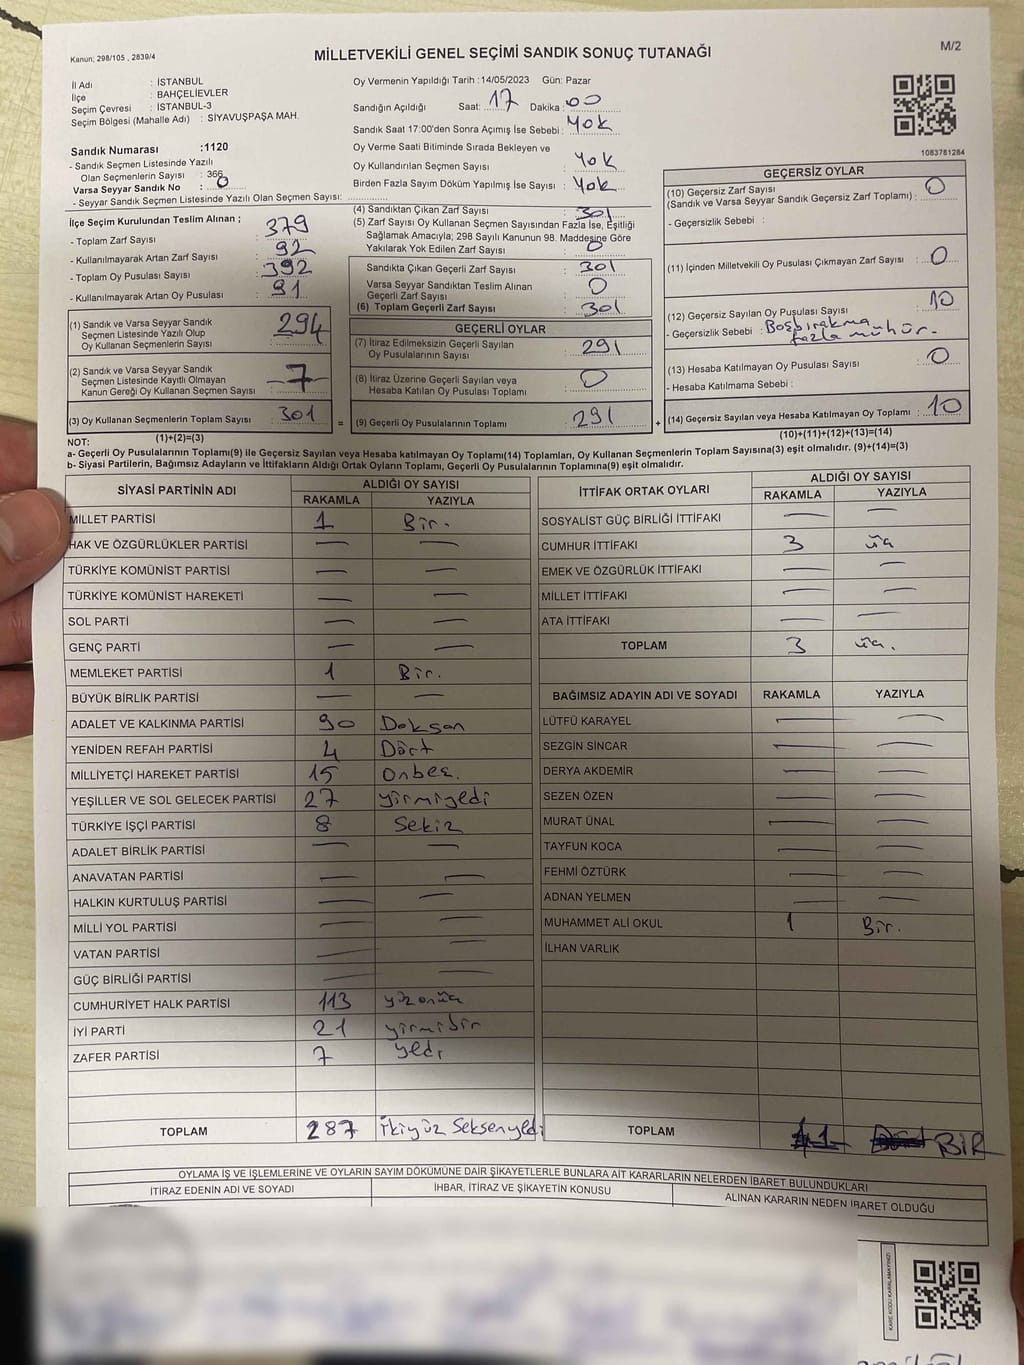 Kanun; 298/105 , 2839/4
MİLLETVEKİLİ GENEL SEÇİMİ SANDIK SONUÇ TUTANAĞI
M/2
İl Adı : İSTANBUL
İlçe : BAHÇELİEVLER
Seçim Çevresi : İSTANBUL-3
Seçim Bölgesi (Mahalle Adı) : SİYAVUŞPAŞA MAH.
Oy Vermenin Yapıldığı Tarih :14/05/2023 Gün: Pazar
Sandığın Açıldığı Saat: 17 Dakika : 00
Sandık Saat 17:00'den Sonra Açımış İse Sebebi : Yok
Oy Verme Saati Bitiminde Sırada Bekleyen ve
Oy Kullandırılan Seçmen Sayısı : Yok
Birden Fazla Sayım Döküm Yapılmış İse Sayısı : Yok
1083781284
Sandık Numarası :1120
- Sandık Seçmen Listesinde Yazılı
Olan Seçmenlerin Sayısı : 366
Varsa Seyyar Sandık No : 0
- Seyyar Sandık Seçmen Listesinde Yazılı Olan Seçmen Sayısı:
İlçe Seçim Kurulundan Teslim Alınan ;
- Toplam Zarf Sayısı : 379
- Kullanılmayarak Artan Zarf Sayısı : 92
- Toplam Oy Pusulası Sayısı : 392
- Kullanılmayarak Artan Oy Pusulası : 91
(4) Sandıktan Çıkan Zarf Sayısı : 301
(5) Zarf Sayısı Oy Kullanan Seçmen Sayısından Fazla İse, Eşitliği
Sağlamak Amacıyla; 298 Sayılı Kanunun 98. Maddesine Göre
Yakılarak Yok Edilen Zarf Sayısı : 0
Sandıkta Çıkan Geçerli Zarf Sayısı : 301
Varsa Seyyar Sandıktan Teslim Alınan
Geçerli Zarf Sayısı : 0
(6) Toplam Geçerli Zarf Sayısı : 301
(1) Sandık ve Varsa Seyyar Sandık
Seçmen Listesinde Yazılı Olup
Oy Kullanan Seçmenlerin Sayısı : 294
(2) Sandık ve Varsa Seyyar Sandık
Seçmen Listesinde Kayıtlı Olmayan
Kanun Gereği Oy Kullanan Seçmen Sayısı : 7
(3) Oy Kullanan Seçmenlerin Toplam Sayısı : 301
=
GEÇERLİ OYLAR
(7) İtiraz Edilmeksizin Geçerli Sayılan
Oy Pusulalarının Sayısı : 291
(8) İtiraz Üzerine Geçerli Sayılan veya
Hesaba Katılan Oy Pusulası Toplamı : 0
(9) Geçerli Oy Pusulalarının Toplamı : 291
+
GEÇERSİZ OYLAR
(10) Geçersiz Zarf Sayısı
(Sandık ve Varsa Seyyar Sandık Geçersiz Zarf Toplamı) : 0
- Geçersizlik Sebebi :
(11) İçinden Milletvekili Oy Pusulası Çıkmayan Zarf Sayısı : 0
(12) Geçersiz Sayılan Oy Pusulası Sayısı : 10
- Geçersizlik Sebebi : Boşbırakma
fazla mühür.
(13) Hesaba Katılmayan Oy Pusulası Sayısı : 0
- Hesaba Katılmama Sebebi :
(14) Geçersiz Sayılan veya Hesaba Katılmayan Oy Toplamı : 10
NOT: (1)+(2)=(3)
(10)+(11)+(12)+(13)=(14)
a- Geçerli Oy Pusulalarının Toplamı(9) ile Geçersiz veya Hesaba katılmayan Oy Toplamı(14) Toplamları, Oy Kullanan Seçmenlerin Toplam Sayısına(3) eşit olmalıdır. (9)+(14)=(3)
b- Siyasi Partilerin, Bağımsız Adayların ve İttifakların Aldığı Ortak Oyların Toplamı, Geçerli Oy Pusulalarının Toplamına(9) eşit olmalıdır.
SİYASİ PARTİNİN ADI
ALDIĞI OY SAYISI
RAKAMLA YAZIYLA
MİLLET PARTİSİ 1 Bir.
HAK VE ÖZGÜRLÜKLER PARTİSİ — —
TÜRKİYE KOMÜNİST PARTİSİ — —
TÜRKİYE KOMÜNİST HAREKETİ — —
SOL PARTİ — —
GENÇ PARTİ — —
MEMLEKET PARTİSİ 1 Bir.
BÜYÜK BİRLİK PARTİSİ — —
ADALET VE KALKINMA PARTİSİ 90 Doksan
YENİDEN REFAH PARTİSİ 4 Dört
MİLLİYETÇİ HAREKET PARTİSİ 15 Onbeş.
YEŞİLLER VE SOL GELECEK PARTİSİ 27 yirmiyedi
TÜRKİYE İŞÇİ PARTİSİ 8 Sekiz
ADALET BİRLİK PARTİSİ — —
ANAVATAN PARTİSİ — —
HALKIN KURTULUŞ PARTİSİ — —
MİLLİ YOL PARTİSİ — —
VATAN PARTİSİ — —
GÜÇ BİRLİĞİ PARTİSİ — —
CUMHURİYET HALK PARTİSİ 113 yüzonüç
İYİ PARTİ 21 yirmibir
ZAFER PARTİSİ 7 yedi
TOPLAM 287 İkiyüz Seksenyedi
İTTİFAK ORTAK OYLARI
ALDIĞI OY SAYISI
RAKAMLA YAZIYLA
SOSYALİST GÜÇ BİRLİĞİ İTTİFAKI — —
CUMHUR İTTİFAKI 3 üç
EMEK VE ÖZGÜRLÜK İTTİFAKI — —
MİLLET İTTİFAKI — —
ATA İTTİFAKI — —
TOPLAM 3 üç.
BAĞIMSIZ ADAYIN ADI VE SOYADI RAKAMLA YAZIYLA
LÜTFÜ KARAYEL — —
SEZGİN SİNCAR — —
DERYA AKDEMİR — —
SEZEN ÖZEN — —
MURAT ÜNAL — —
TAYFUN KOCA — —
FEHMİ ÖZTÜRK — —
ADNAN YELMEN — —
MUHAMMET ALİ OKUL 1 Bir.
İLHAN VARLIK
TOPLAM 1 BİR
OYLAMA İŞ VE İŞLEMLERİNE VE OYLARIN SAYIM DÖKÜMÜNE DAİR ŞİKAYETLERLE BUNLARA AİT KARARLARIN NELERDEN İBARET BULUNDUKLARI
İTİRAZ EDENİN ADI VE SOYADI İHBAR, İTİRAZ VE ŞİKAYETİN KONUSU ALINAN KARARIN NEDEN İBARET OLDUĞU
KARE KODU KARALAMAYINIZ!